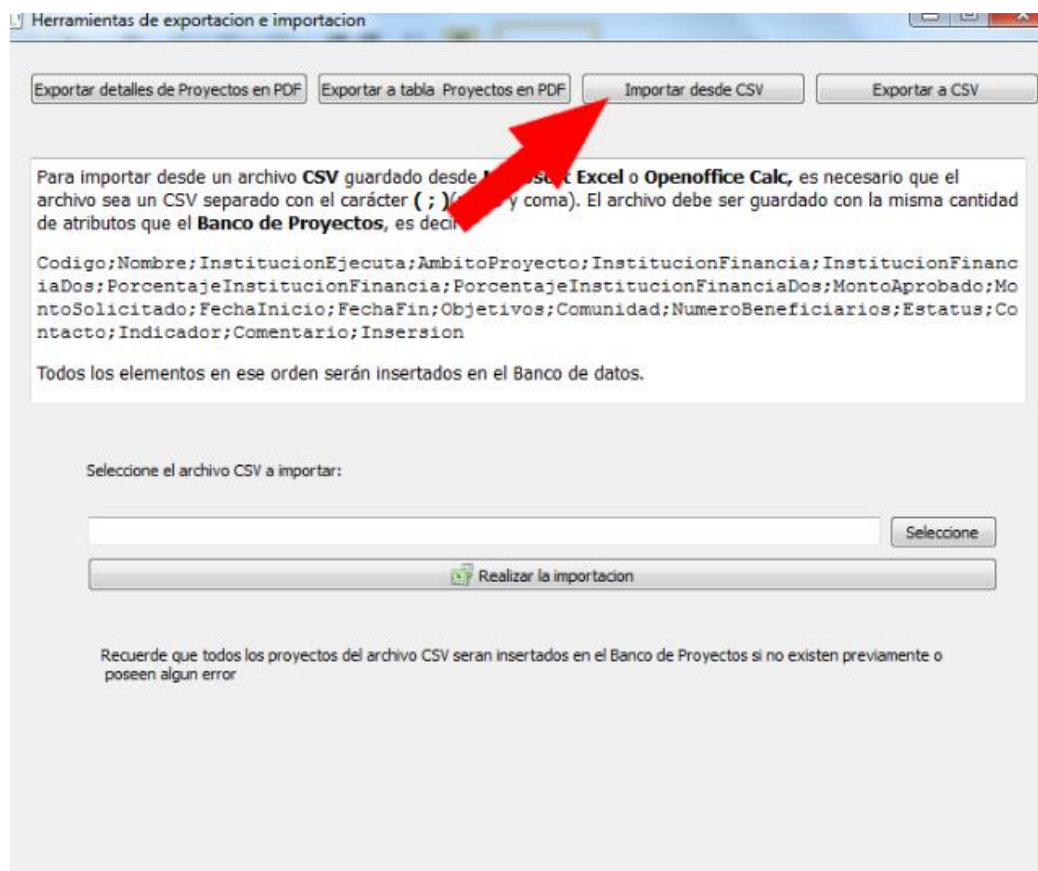 Herramientas de exportacion e importacion
Exportar detalles de Proyectos en PDF Exportar a tabla Proyectos en PDF Importar desde CSV Exportar a CSV
Para importar desde un archivo CSV guardado desde Excel o Openoffice Calc, es necesario que el
archivo sea un CSV separado con el carácter ( ; )( y coma). El archivo debe ser guardado con la misma cantidad
de atributos que el Banco de Proyectos, es decir
Codigo;Nombre;InstitucionEjecuta;AmbitoProyecto;InstitucionFinancia;InstitucionFinanc
iaDos;PorcentajeInstitucionFinancia;PorcentajeInstitucionFinanciaDos;MontoAprobado;Mo
ntoSolicitado;FechaInicio;FechaFin;Objetivos;Comunidad;NumeroBeneficiarios;Estatus;Co
ntacto;Indicador;Comentario;Insersion
Todos los elementos en ese orden serán insertados en el Banco de datos.
Seleccione el archivo CSV a importar:
Seleccione
Realizar la importacion
Recuerde que todos los proyectos del archivo CSV seran insertados en el Banco de Proyectos si no existen previamente o
poseen algun error